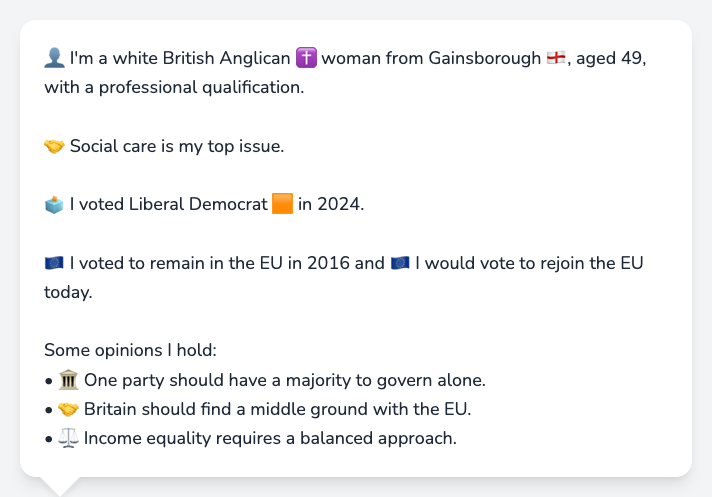 👤 I'm a white British Anglican ✝️ woman from Gainsborough 🏴󠁧󠁢󠁥󠁮󠁧󠁿, aged 49,
with a professional qualification.
🤝 Social care is my top issue.
🗳️ I voted Liberal Democrat 🟧 in 2024.
🇪🇺 I voted to remain in the EU in 2016 and 🇪🇺 I would vote to rejoin the EU
today.
Some opinions I hold:
• 🏛️ One party should have a majority to govern alone.
• 🤝 Britain should find a middle ground with the EU.
• ⚖️ Income equality requires a balanced approach.